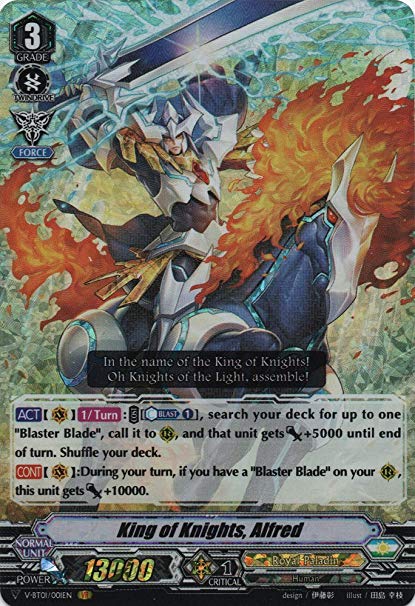 3
GRADE
TWINDRIVE
FORCE
In the name of the King of Knights!
Oh Knights of the Light, assemble!
ACT [ ] 1/Turn : [ BLAST 1], search your deck for up to one
"Blaster Blade", call it to , and that unit gets +5000 until end
of turn. Shuffle your deck.
CONT [ ]:During your turn, if you have a "Blaster Blade" on your ,
this unit gets +10000.
King of Knights, Alfred
NORMAL
UNIT
POWER 13000
1
CRITICAL
Royal Paladin
Human
V-BT01/001EN
design / 伊藤彰 illust / 田島 幸枝